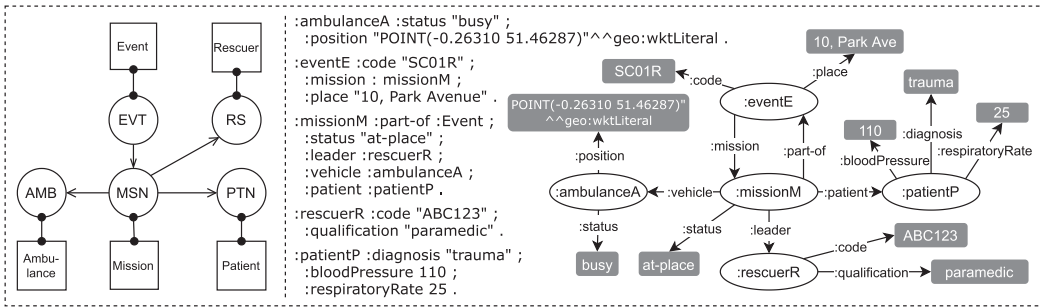 Event
Rescuer
EVT
RS
AMB
MSN
PTN
Ambu-
lance
Mission
Patient
:ambulanceA :status "busy" ;
:position "POINT(-0.26310 51.46287)"^^geo:wktLiteral .
:eventE :code "SC01R" ;
:mission : missionM ;
:place "10, Park Avenue" .
:missionM :part-of :Event ;
:status "at-place" ;
:leader :rescuerR ;
:vehicle :ambulanceA ;
:patient :patientP .
:rescuerR :code "ABC123" ;
:qualification "paramedic" .
:patientP :diagnosis "trauma" ;
:bloodPressure 110 ;
:respiratoryRate 25 .
10, Park Ave
SC01R
:code
:place
:eventE
trauma
POINT(-0.26310 51.46287)"
^^geo:wktLiteral
110
25
:diagnosis
:respiratoryRate
:bloodPressure
:position
:mission
:part-of
:ambulanceA
:vehicle
:missionM
:patient
:patientP
:status
:status
:leader
:code
ABC123
busy
at-place
:rescuerR
:qualification
paramedic